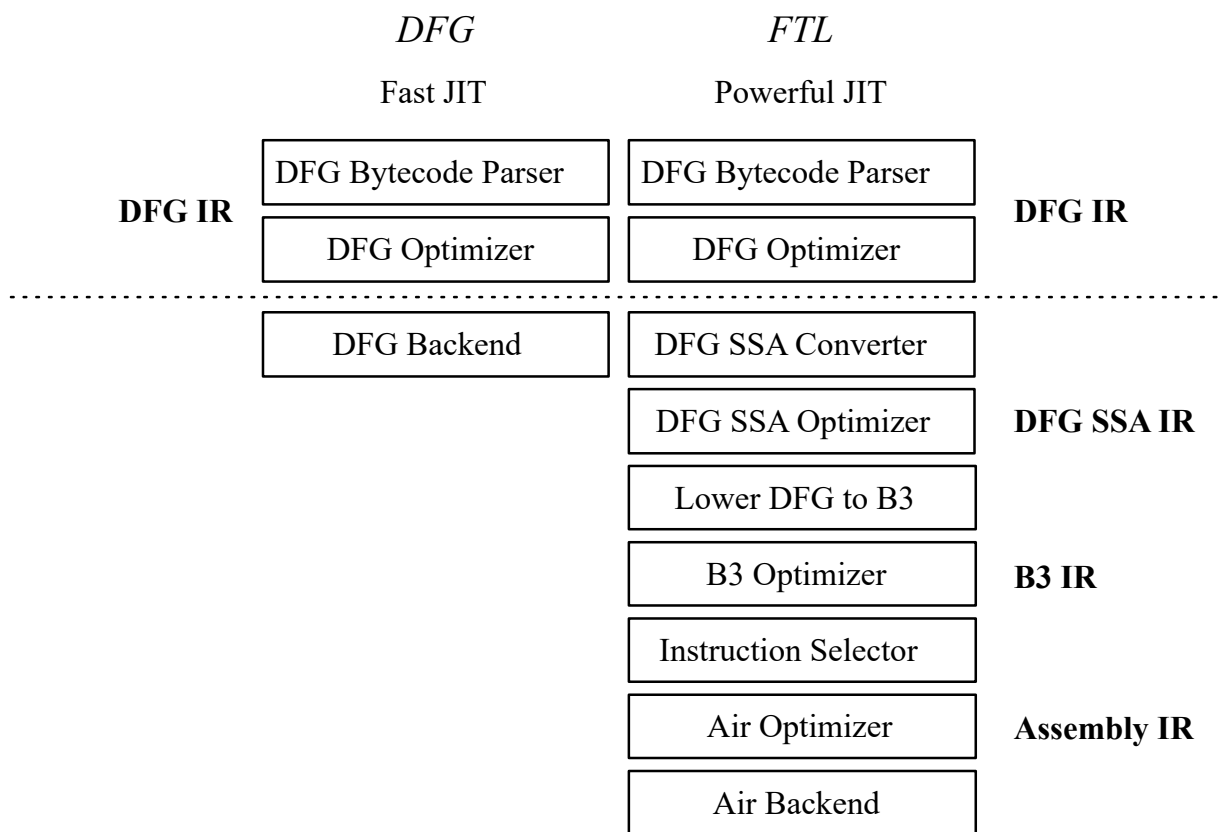 DFG FTL
Fast JIT Powerful JIT
DFG Bytecode Parser DFG Bytecode Parser
DFG IR DFG IR
DFG Optimizer DFG Optimizer
DFG Backend DFG SSA Converter
DFG SSA Optimizer DFG SSA IR
Lower DFG to B3
B3 Optimizer B3 IR
Instruction Selector
Air Optimizer Assembly IR
Air Backend